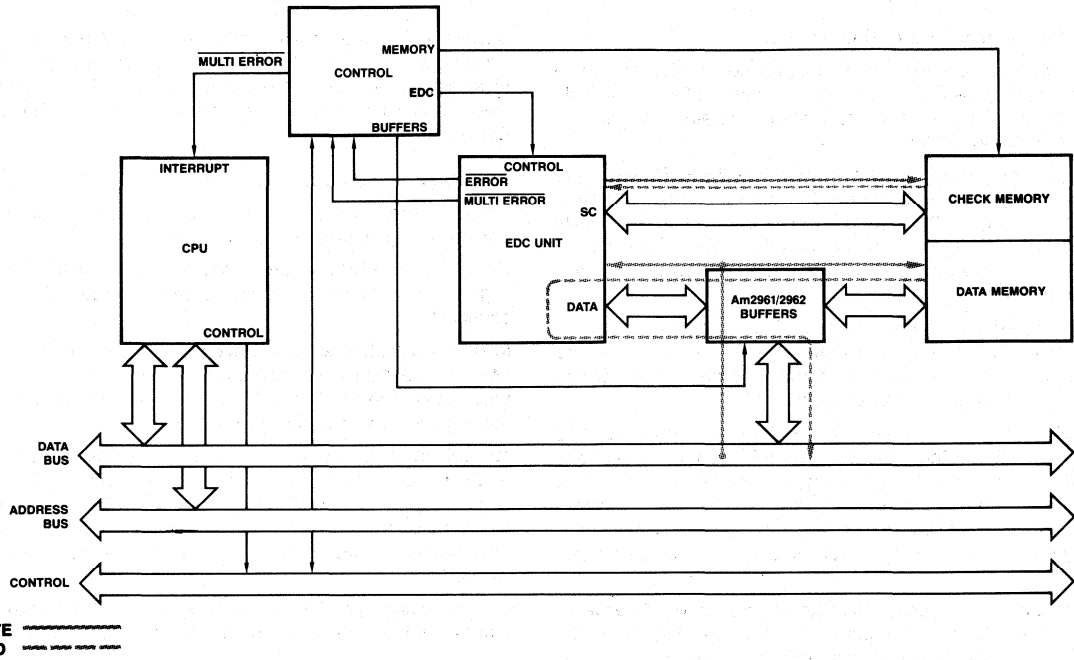 MEMORY
MULTI ERROR
CONTROL
EDC
BUFFERS
INTERRUPT
CPU
CONTROL
CONTROL
ERROR
MULTI ERROR
SC
EDC UNIT
DATA
CHECK MEMORY
DATA MEMORY
Am2961/2962
BUFFERS
DATA
BUS
ADDRESS
BUS
CONTROL